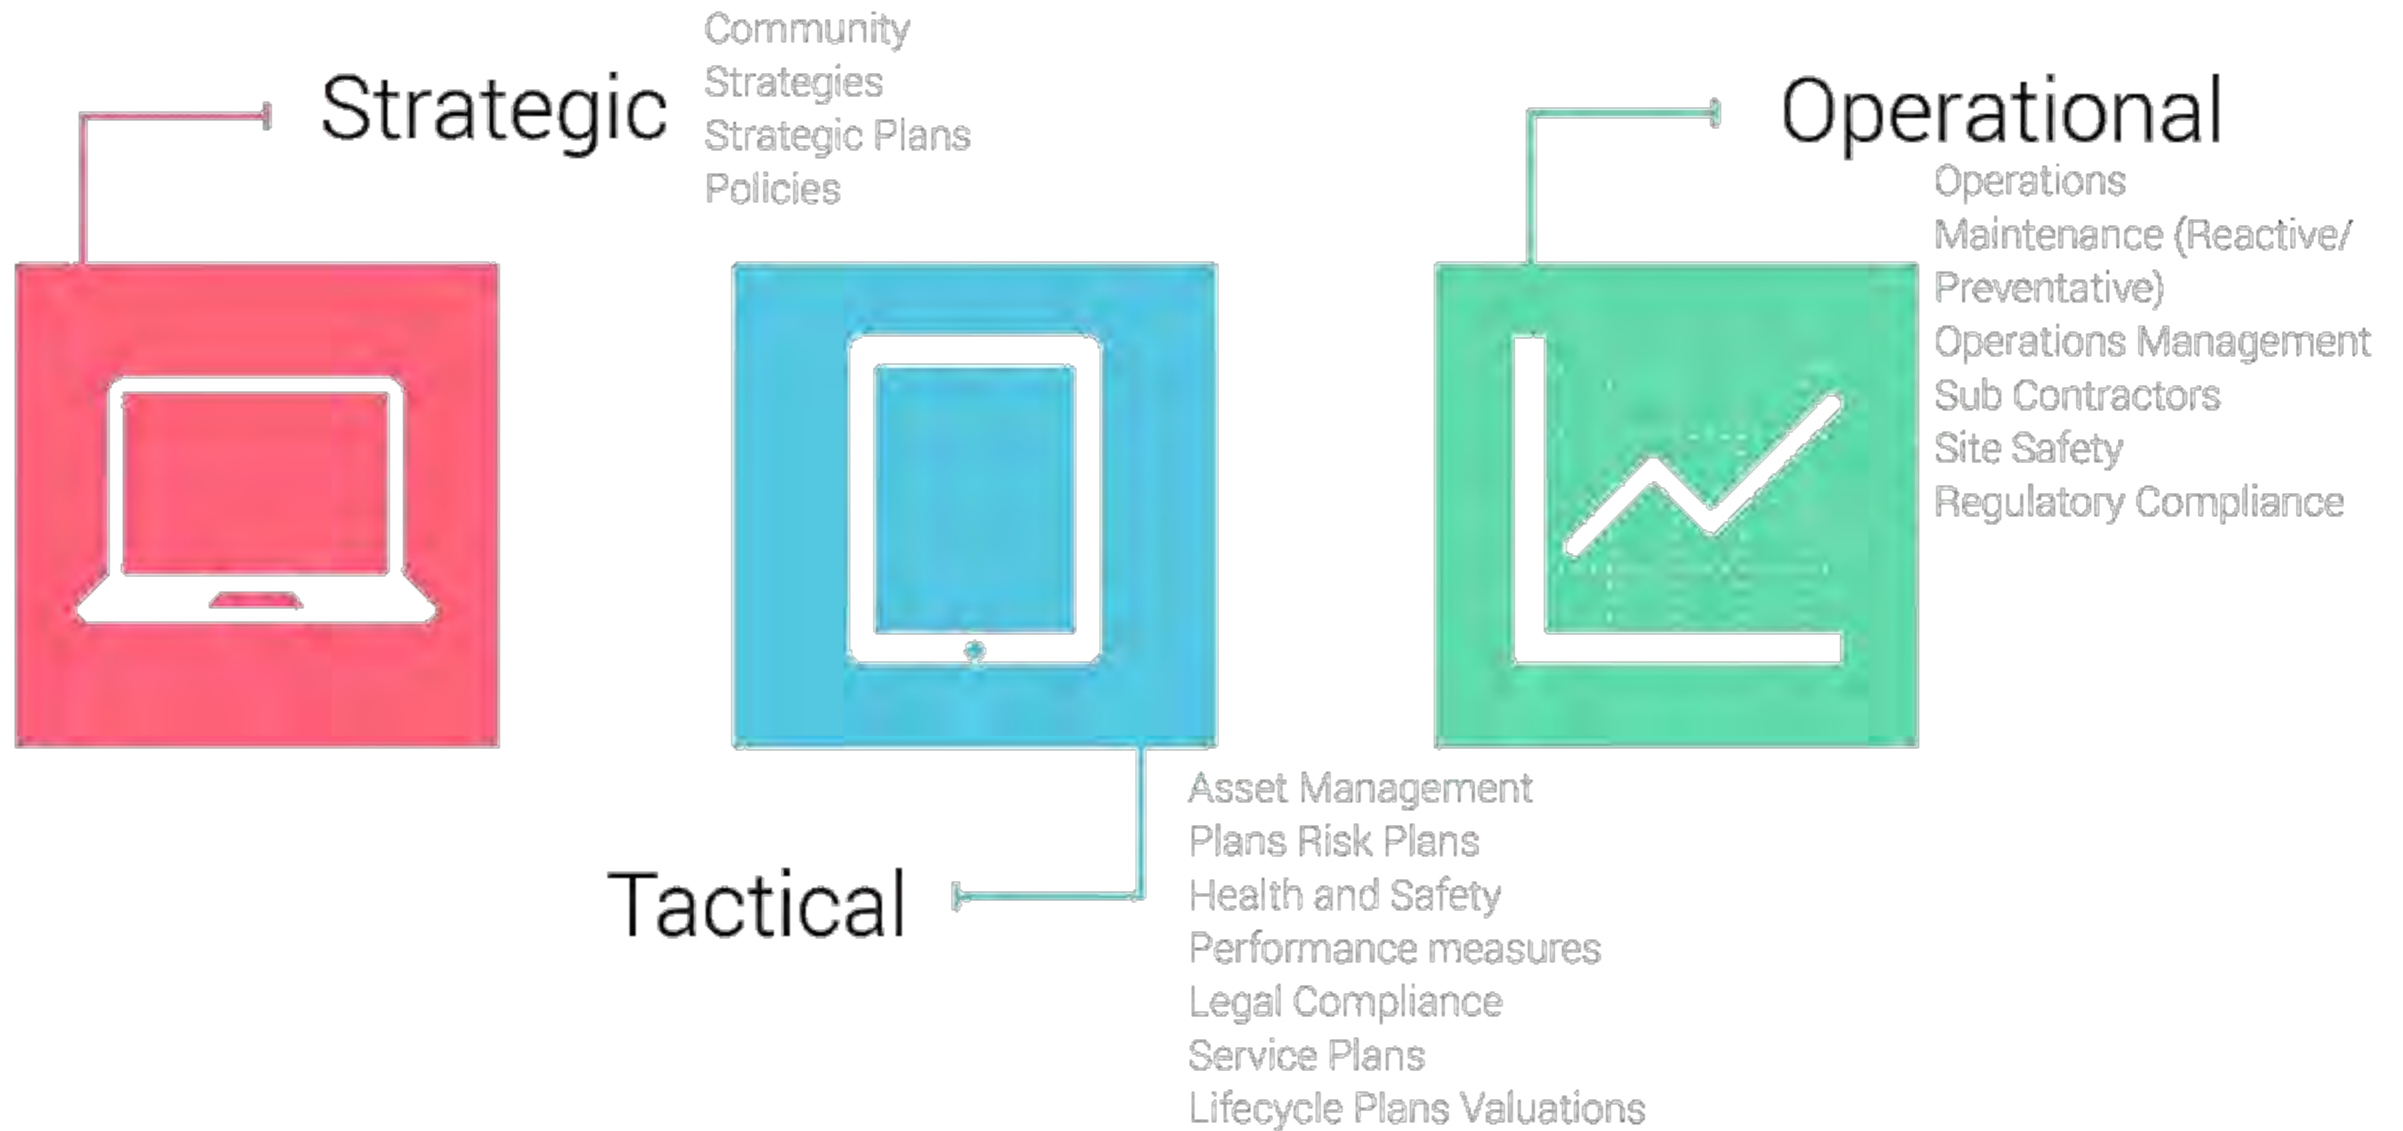 Strategic
Community
Strategies
Strategic Plans
Policies
Operational
Operations
Maintenance (Reactive/
Preventative)
Operations Management
Sub Contractors
Site Safety
Regulatory Compliance
Tactical
Asset Management
Plans Risk Plans
Health and Safety
Performance measures
Legal Compliance
Service Plans
Lifecycle Plans Valuations